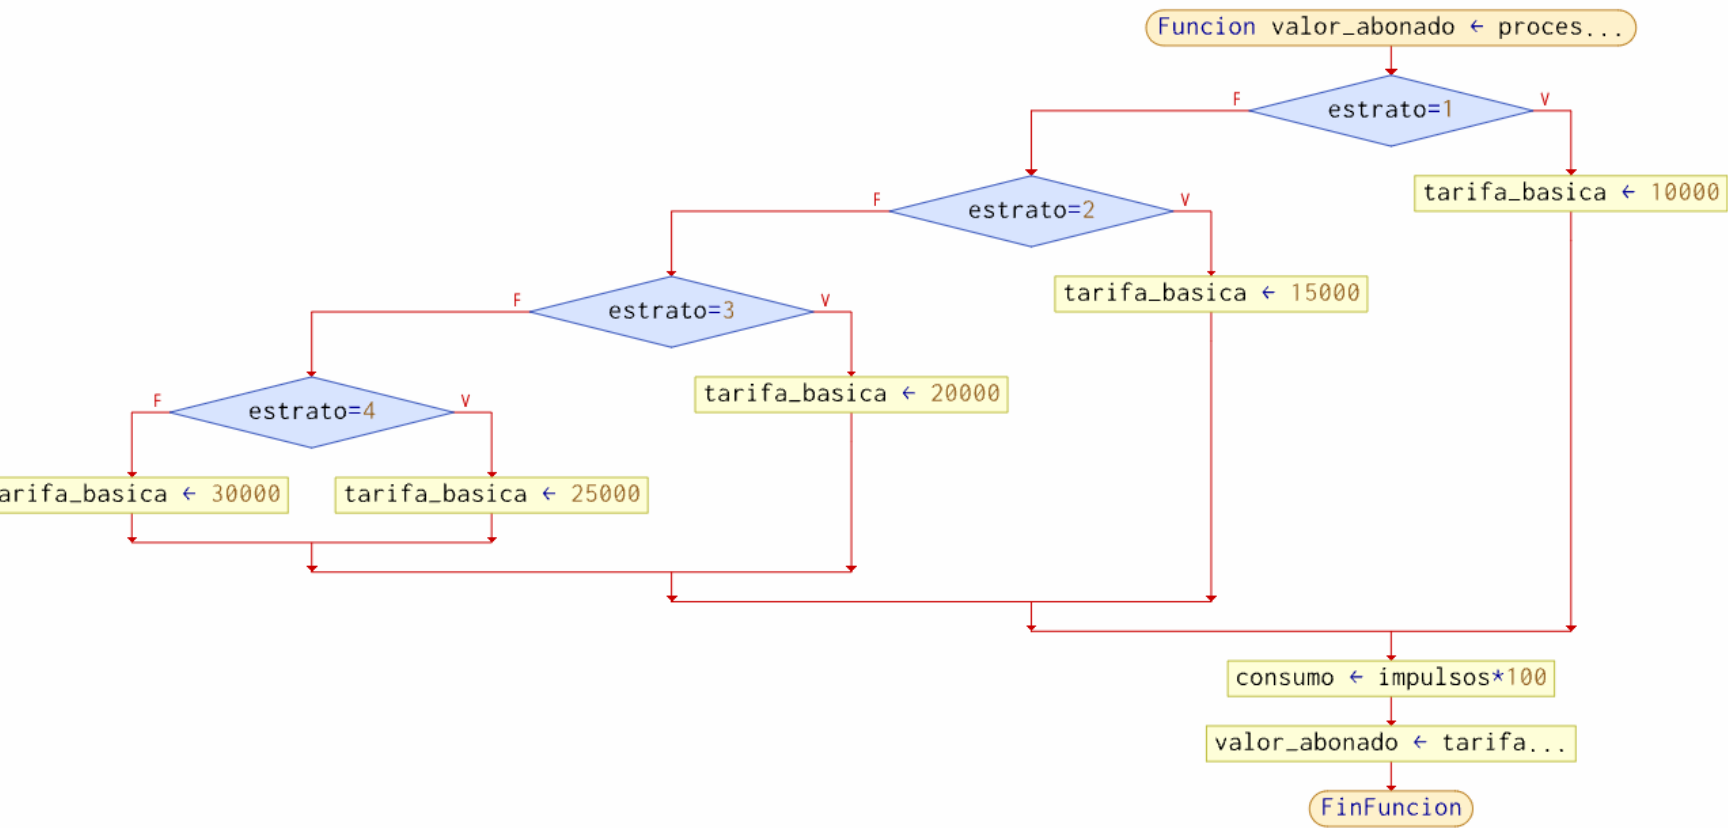 Funcion valor_abonado ← proces...
estrato=1
F
V
tarifa_basica ← 10000
estrato=2
F
V
tarifa_basica ← 15000
estrato=3
F
V
tarifa_basica ← 20000
estrato=4
F
V
arifa_basica ← 30000
tarifa_basica ← 25000
consumo ← impulsos*100
valor_abonado ← tarifa...
FinFuncion